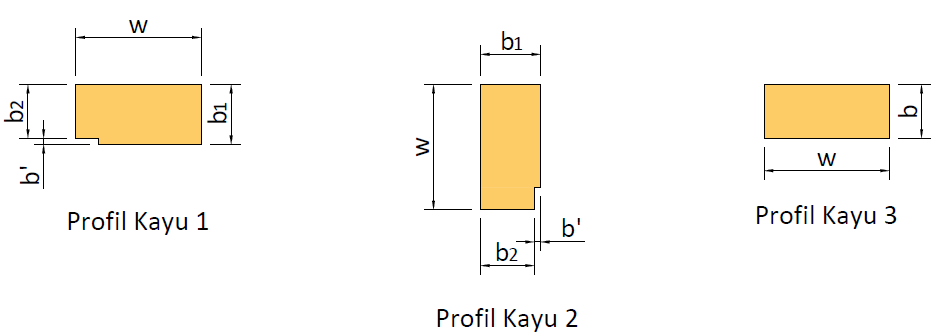 w
b2
b1
b'
Profil Kayu 1
b1
w
b'
b2
Profil Kayu 2
b
w
Profil Kayu 3